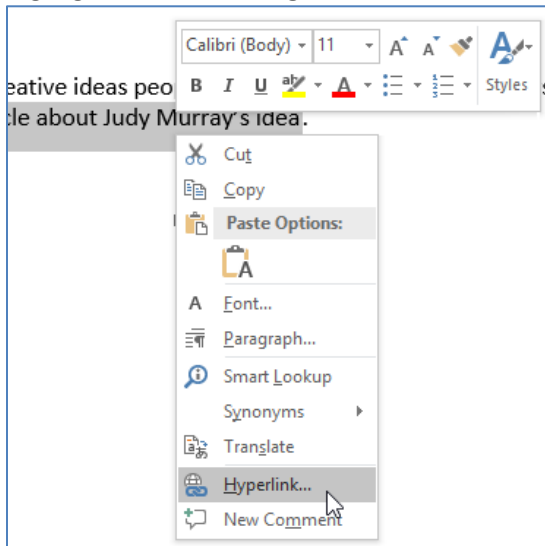 Calibri (Body) 11 A A
eative ideas peo B I U aby A Styles s
cle about Judy Murray's idea.
Cut
Copy
Paste Options:
A
A Font...
Paragraph...
Smart Lookup
Synonyms
Translate
Hyperlink...
New Comment